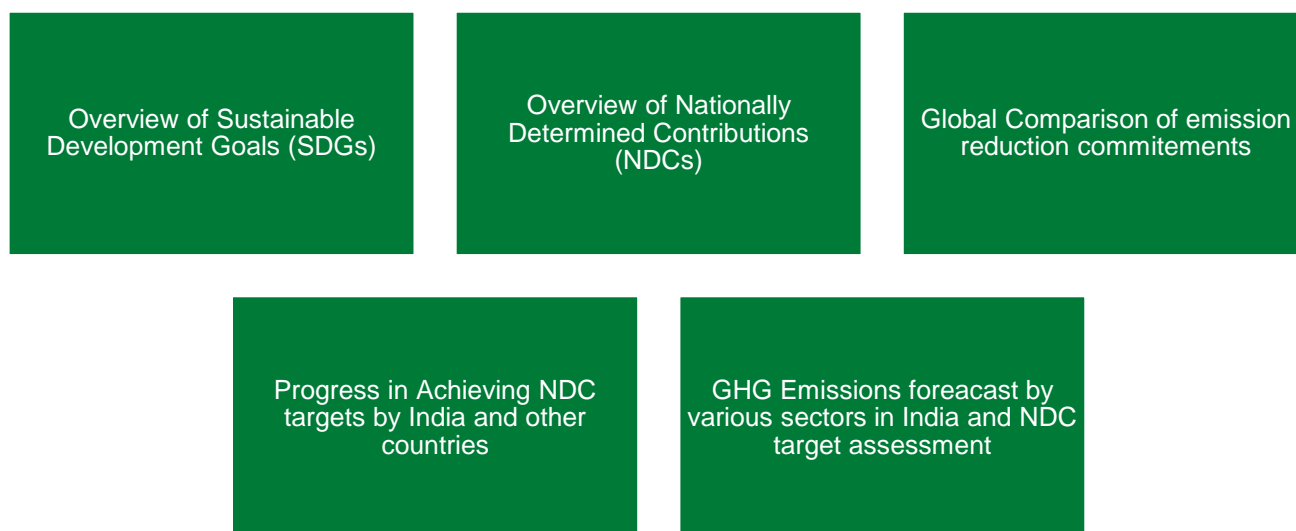 Overview of Sustainable
Development Goals (SDGs)
Overview of Nationally
Determined Contributions
(NDCs)
Global Comparison of emission
reduction commitements
Progress in Achieving NDC
targets by India and other
countries
GHG Emissions foreacast by
various sectors in India and NDC
target assessment